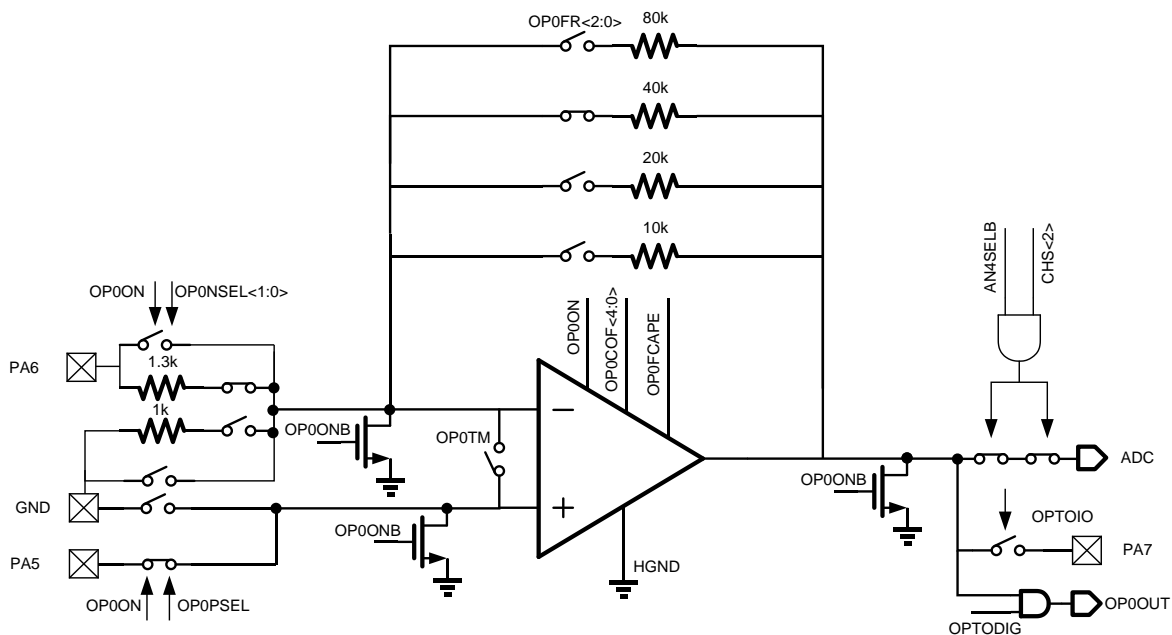 OP0FR<2:0>
80k
40k
20k
10k
AN4SELB
CHS<2>
OP0ON
OP0NSEL<1:0>
OP0ON
OP0COF<4:0>
OP0FCAPE
PA6
1.3k
1k
OP0ONB
OP0TM
OP0ONB
ADC
GND
OP0ONB
OPTOIO
PA5
HGND
PA7
OP0ON
OP0PSEL
OP0OUT
OPTODIG